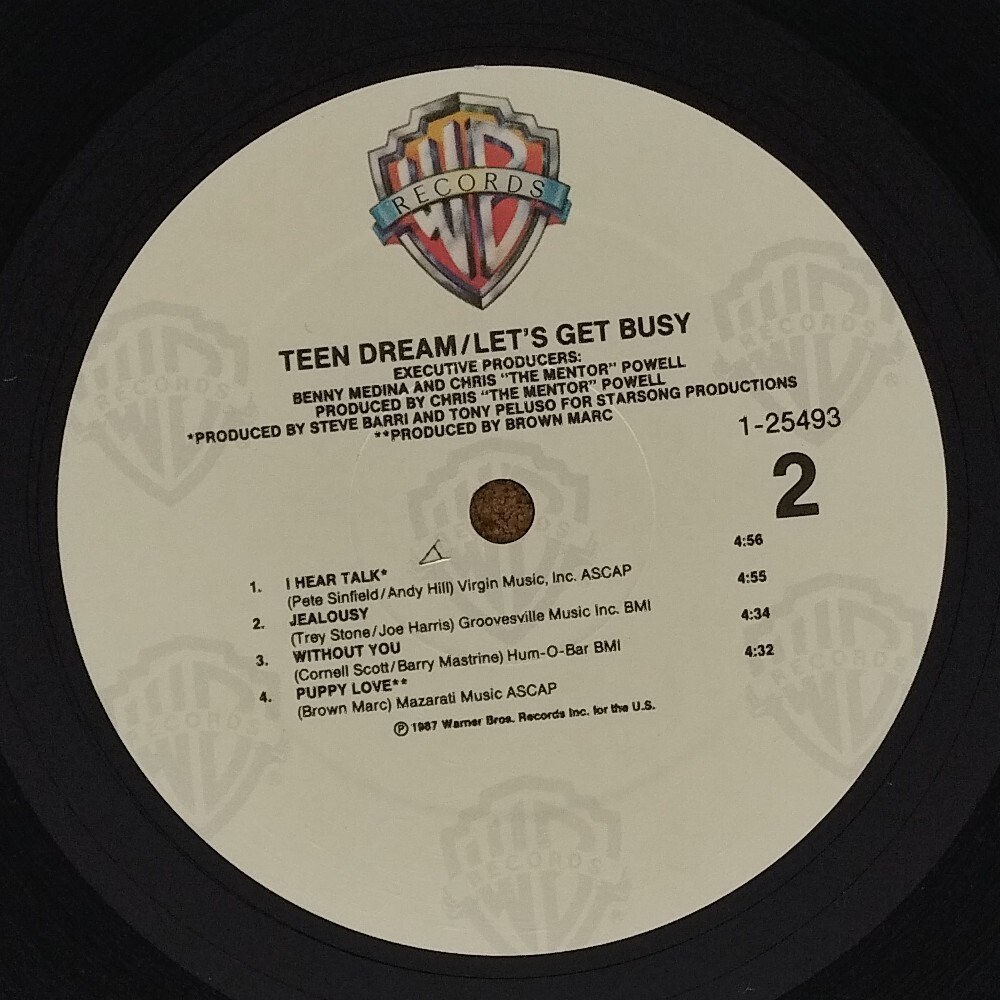 WB
RECORDS
TEEN DREAM/LET'S GET BUSY
EXECUTIVE PRODUCERS:
BENNY MEDINA AND CHRIS "THE MENTOR" POWELL
PRODUCED BY CHRIS "THE MENTOR" POWELL
*PRODUCED BY STEVE BARRI AND TONY PELUSO FOR STARSONG PRODUCTIONS
**PRODUCED BY BROWN MARC
1-25493
2
1. I HEAR TALK* 4:56
(Pete Sinfield/Andy Hill) Virgin Music, Inc. ASCAP
2. JEALOUSY 4:55
(Trey Stone/Joe Harris) Groovesville Music Inc. BMI
3. WITHOUT YOU 4:34
(Cornell Scott/Barry Mastrine) Hum-O-Bar BMI
4. PUPPY LOVE** 4:32
(Brown Marc) Mazarati Music ASCAP
℗ 1987 Warner Bros. Records Inc. for the U.S.